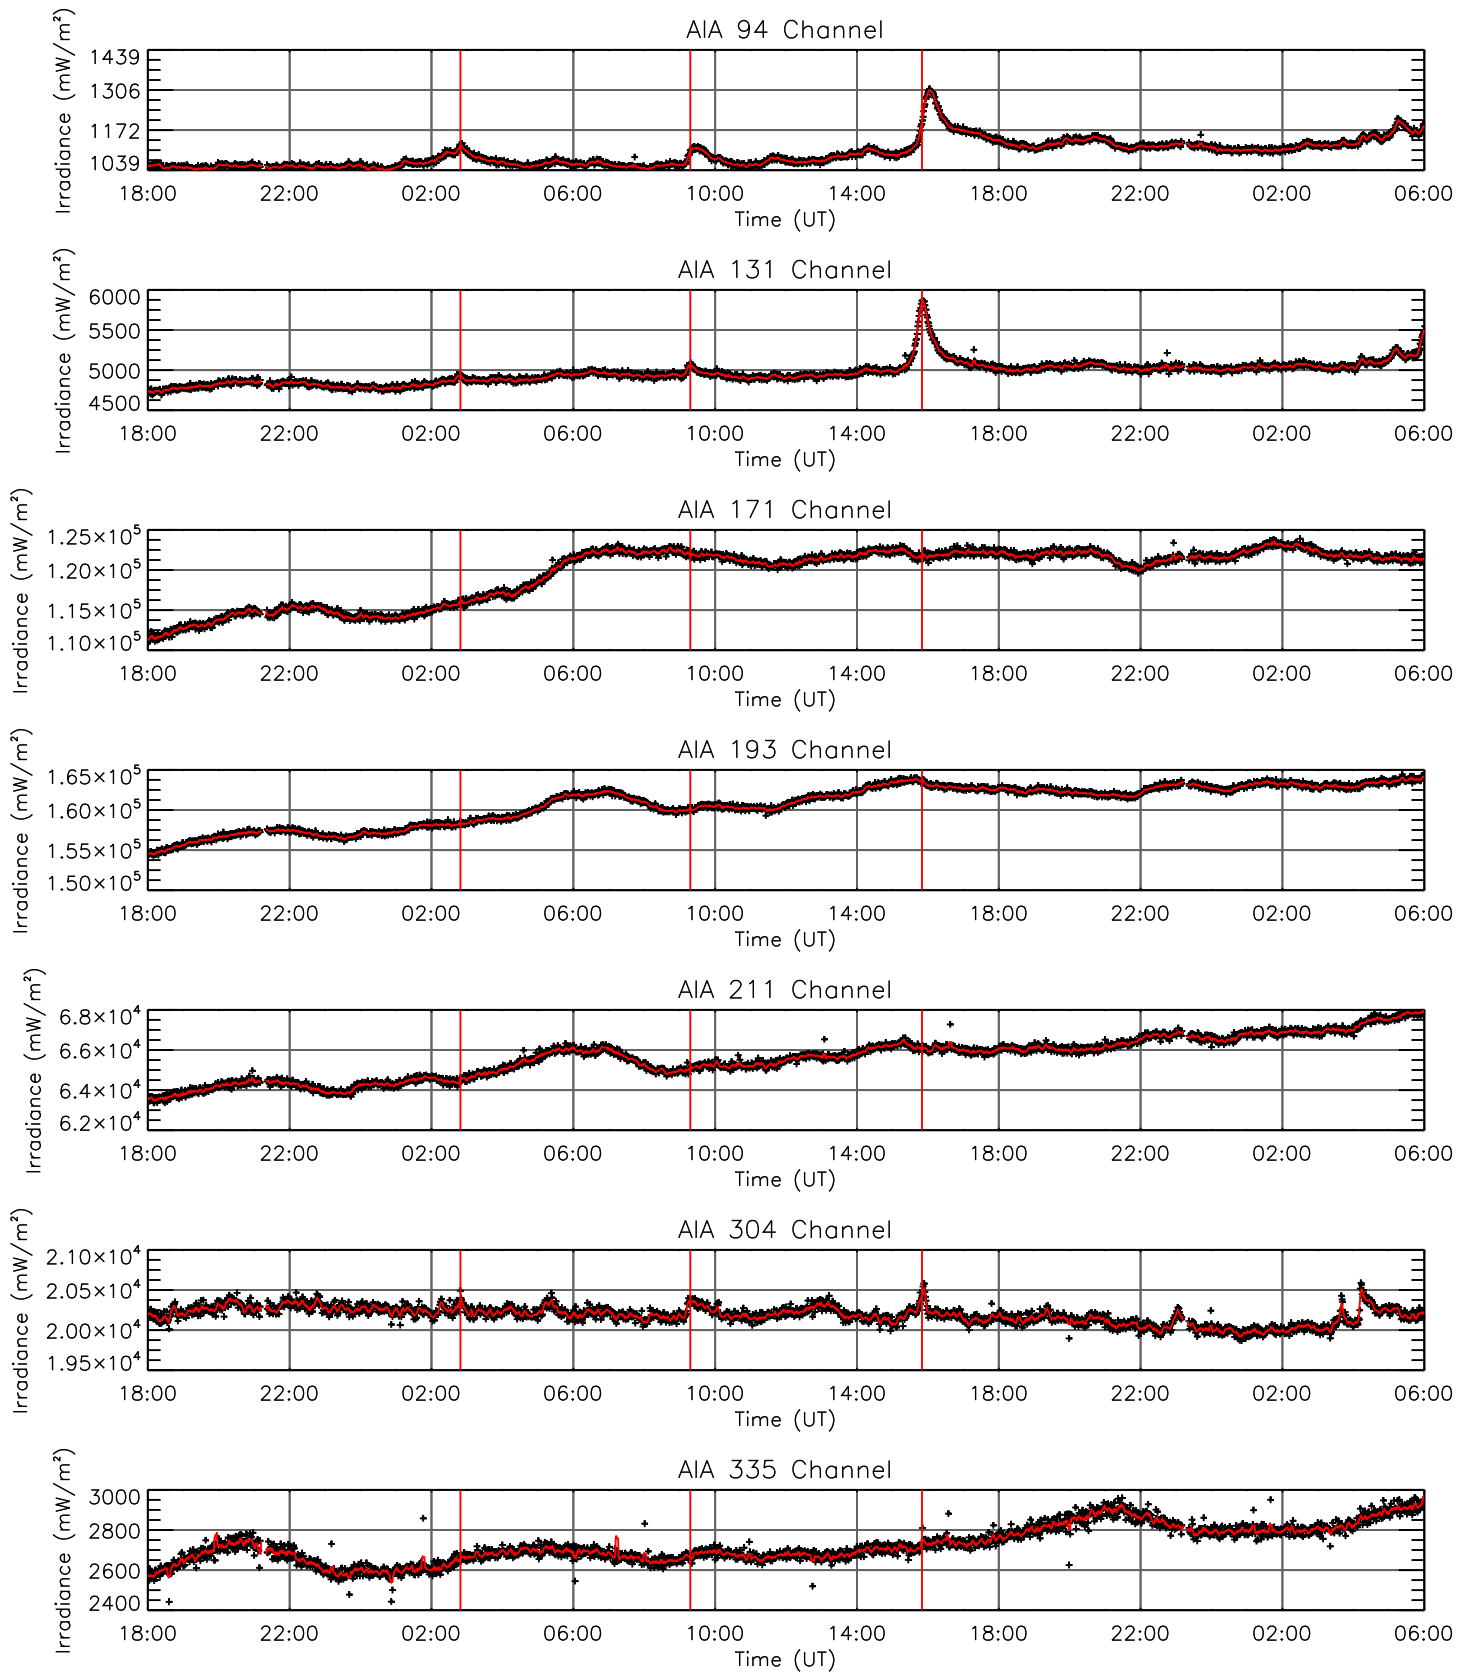 AIA 94 Channel
Irradiance (mW/m²)
1439
1306
1172
1039
18:00 22:00 02:00 06:00 10:00 14:00 18:00 22:00 02:00 06:00
Time (UT)
AIA 131 Channel
Irradiance (mW/m²)
6000
5500
5000
4500
18:00 22:00 02:00 06:00 10:00 14:00 18:00 22:00 02:00 06:00
Time (UT)
AIA 171 Channel
Irradiance (mW/m²)
1.25×10⁵
1.20×10⁵
1.15×10⁵
1.10×10⁵
18:00 22:00 02:00 06:00 10:00 14:00 18:00 22:00 02:00 06:00
Time (UT)
AIA 193 Channel
Irradiance (mW/m²)
1.65×10⁵
1.60×10⁵
1.55×10⁵
1.50×10⁵
18:00 22:00 02:00 06:00 10:00 14:00 18:00 22:00 02:00 06:00
Time (UT)
AIA 211 Channel
Irradiance (mW/m²)
6.8×10⁴
6.6×10⁴
6.4×10⁴
6.2×10⁴
18:00 22:00 02:00 06:00 10:00 14:00 18:00 22:00 02:00 06:00
Time (UT)
AIA 304 Channel
Irradiance (mW/m²)
2.10×10⁴
2.05×10⁴
2.00×10⁴
1.95×10⁴
18:00 22:00 02:00 06:00 10:00 14:00 18:00 22:00 02:00 06:00
Time (UT)
AIA 335 Channel
Irradiance (mW/m²)
3000
2800
2600
2400
18:00 22:00 02:00 06:00 10:00 14:00 18:00 22:00 02:00 06:00
Time (UT)